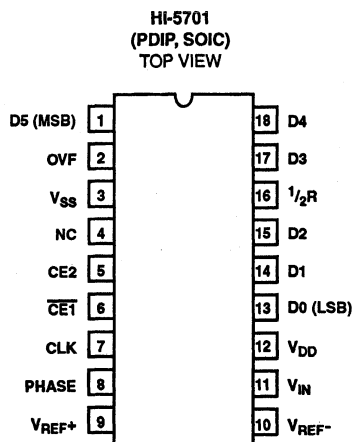 HI-5701
(PDIP, SOIC)
TOP VIEW
D5 (MSB) 1 18 D4
OVF 2 17 D3
VSS 3 16 1/2R
NC 4 15 D2
CE2 5 14 D1
C̅E̅1̅ 6 13 D0 (LSB)
CLK 7 12 VDD
PHASE 8 11 VIN
VREF+ 9 10 VREF-